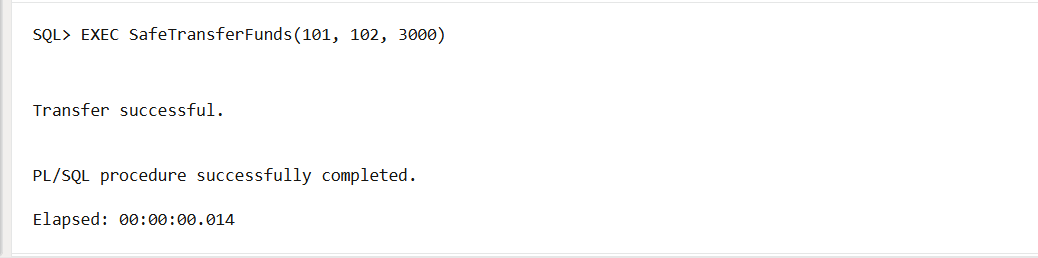 SQL> EXEC SafeTransferFunds(101, 102, 3000)
Transfer successful.
PL/SQL procedure successfully completed.
Elapsed: 00:00:00.014